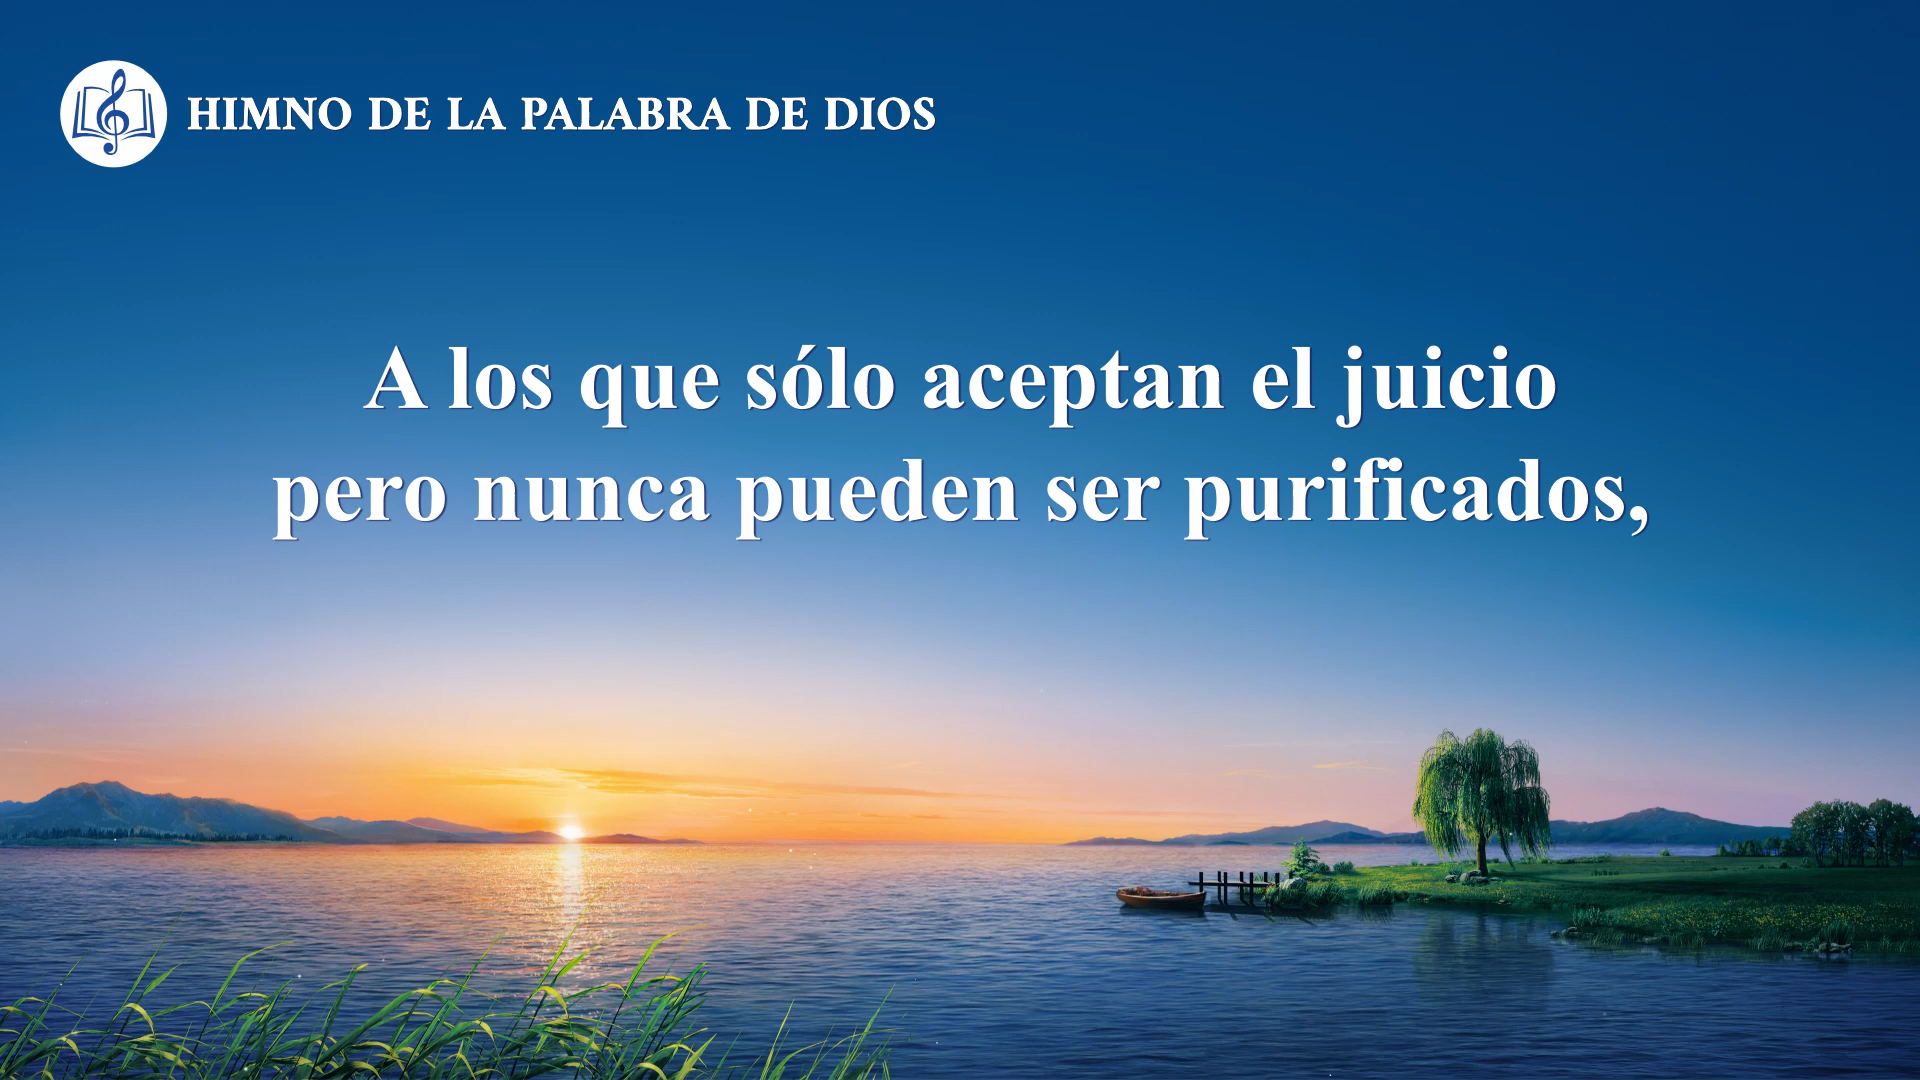 HIMNO DE LA PALABRA DE DIOS
A los que sólo aceptan el juicio
pero nunca pueden ser purificados,